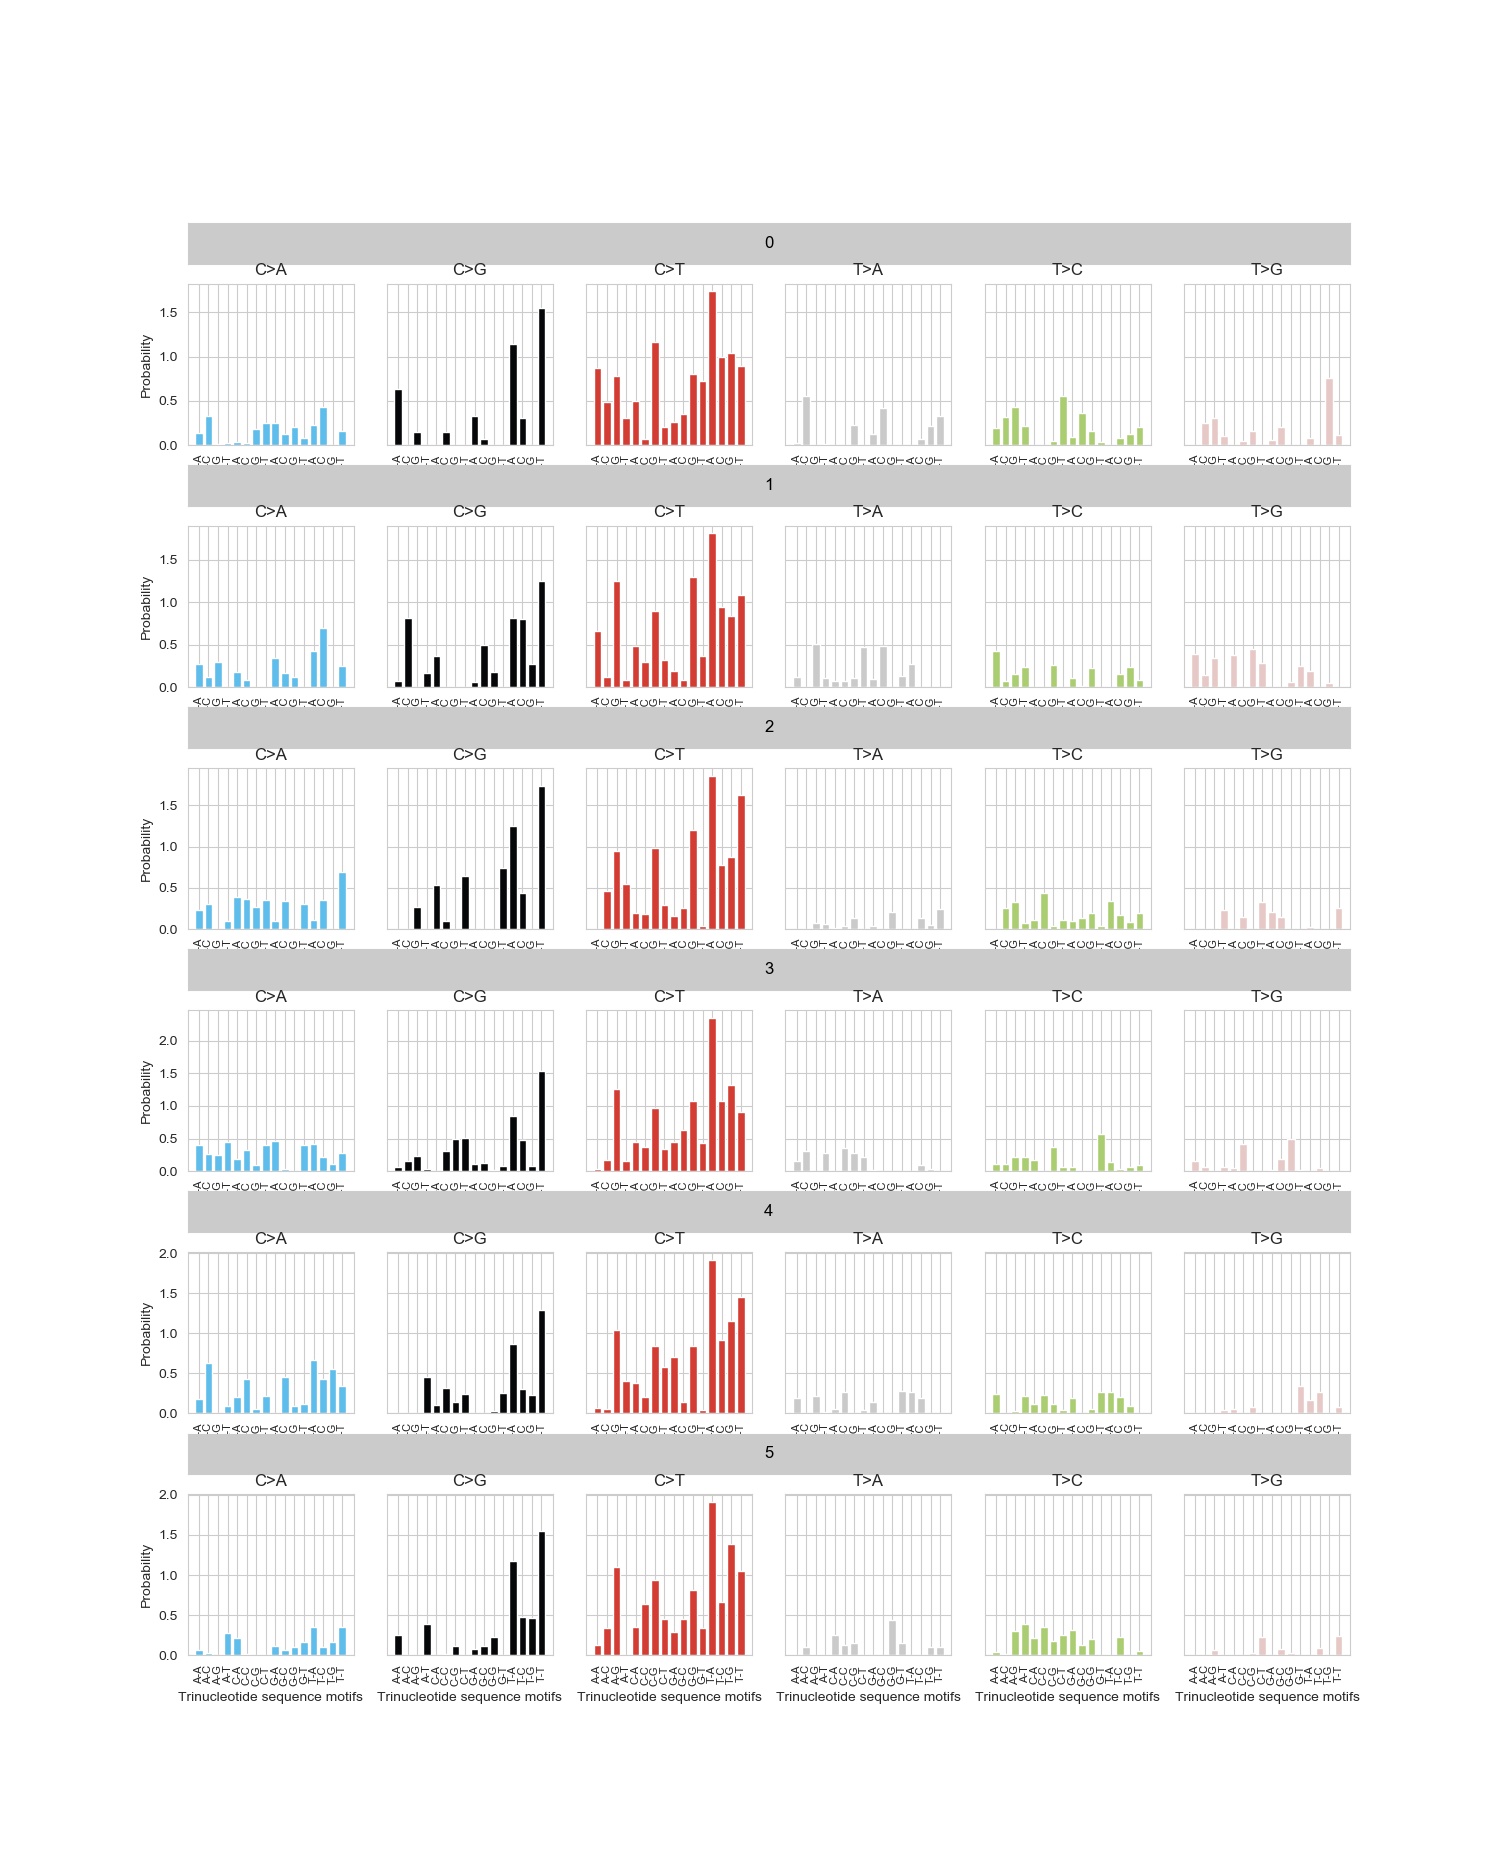 0
C>A C>G C>T T>A T>C T>G
Probability
1.5
1.0
0.5
0.0
1
C>A C>G C>T T>A T>C T>G
Probability
1.5
1.0
0.5
0.0
2
C>A C>G C>T T>A T>C T>G
Probability
1.5
1.0
0.5
0.0
3
C>A C>G C>T T>A T>C T>G
Probability
2.0
1.5
1.0
0.5
0.0
4
C>A C>G C>T T>A T>C T>G
Probability
2.0
1.5
1.0
0.5
0.0
5
C>A C>G C>T T>A T>C T>G
Probability
2.0
1.5
1.0
0.5
0.0
A-A A-C A-G A-T C-A C-C C-G C-T G-A G-C G-G G-T T-A T-C T-G T-T
A-A A-C A-G A-T C-A C-C C-G C-T G-A G-C G-G G-T T-A T-C T-G T-T
A-A A-C A-G A-T C-A C-C C-G C-T G-A G-C G-G G-T T-A T-C T-G T-T
A-A A-C A-G A-T C-A C-C C-G C-T G-A G-C G-G G-T T-A T-C T-G T-T
A-A A-C A-G A-T C-A C-C C-G C-T G-A G-C G-G G-T T-A T-C T-G T-T
A-A A-C A-G A-T C-A C-C C-G C-T G-A G-C G-G G-T T-A T-C T-G T-T
Trinucleotide sequence motifs Trinucleotide sequence motifs Trinucleotide sequence motifs Trinucleotide sequence motifs Trinucleotide sequence motifs Trinucleotide sequence motifs